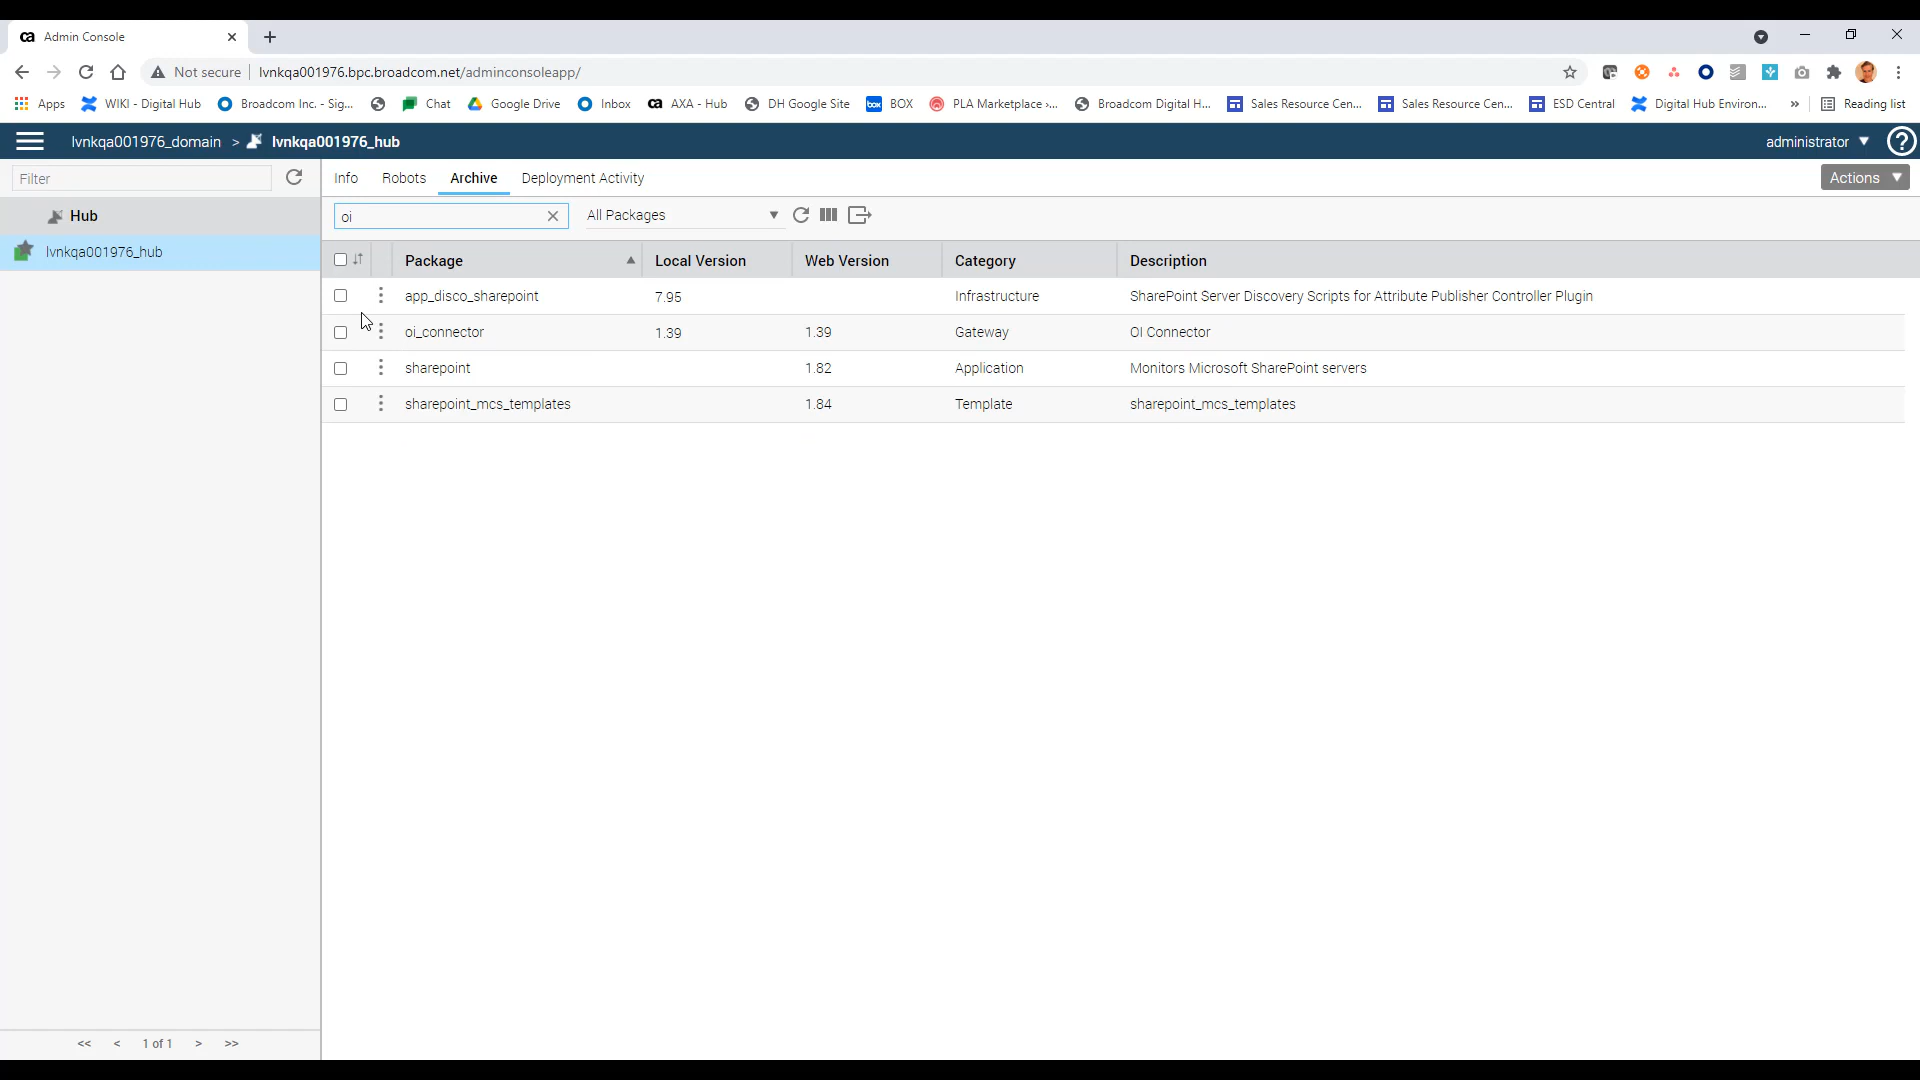 ca Admin Console
Not secure lvnkqa001976.bpc.broadcom.net/adminconsoleapp/
Apps WIKI - Digital Hub Broadcom Inc. - Sig... Chat Google Drive Inbox ca AXA - Hub DH Google Site box BOX PLA Marketplace ›... Broadcom Digital H... Sales Resource Cen... Sales Resource Cen... ESD Central Digital Hub Environ... » Reading list
lvnkqa001976_domain > lvnkqa001976_hub administrator ?
Filter
Info Robots Archive Deployment Activity Actions
oi All Packages
Hub
lvnkqa001976_hub
Package Local Version Web Version Category Description
app_disco_sharepoint 7.95 Infrastructure SharePoint Server Discovery Scripts for Attribute Publisher Controller Plugin
oi_connector 1.39 1.39 Gateway OI Connector
sharepoint 1.82 Application Monitors Microsoft SharePoint servers
sharepoint_mcs_templates 1.84 Template sharepoint_mcs_templates
<< < 1 of 1 > >>